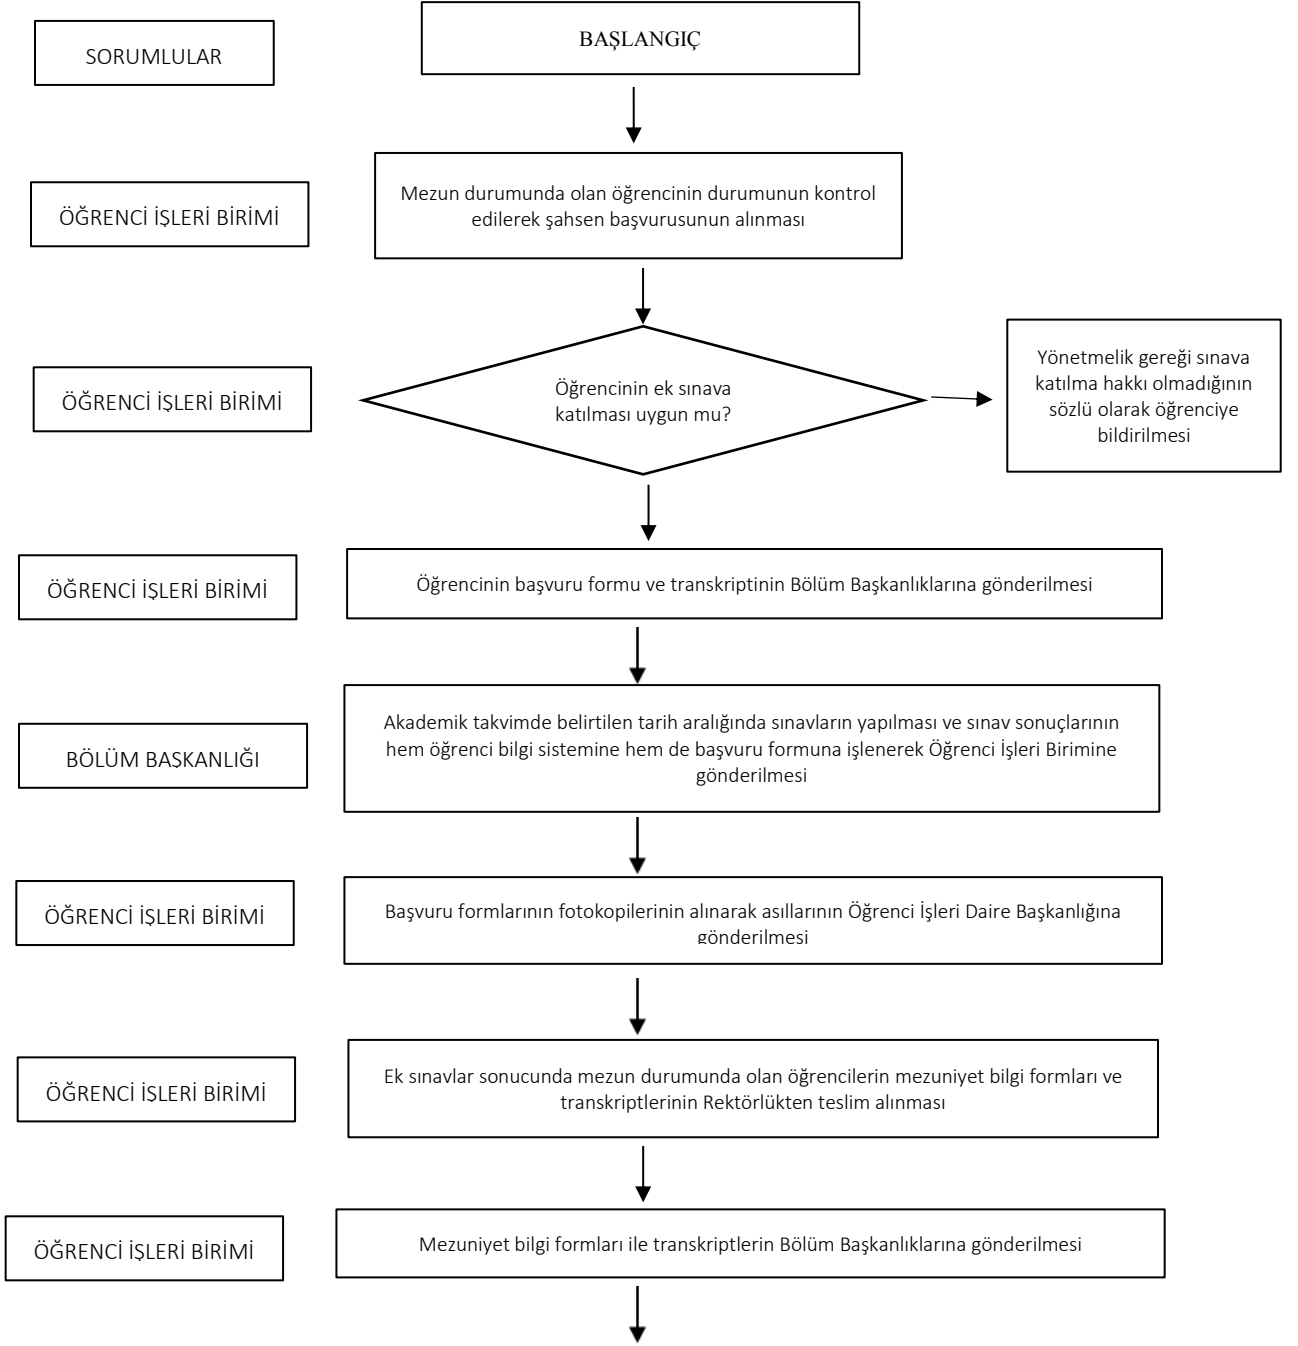 SORUMLULAR
BAŞLANGIÇ
ÖĞRENCİ İŞLERİ BİRİMİ
Mezun durumunda olan öğrencinin durumunun kontrol
edilerek şahsen başvurusunun alınması
ÖĞRENCİ İŞLERİ BİRİMİ
Öğrencinin ek sınava
katılması uygun mu?
Yönetmelik gereği sınava
katılma hakkı olmadığının
sözlü olarak öğrenciye
bildirilmesi
ÖĞRENCİ İŞLERİ BİRİMİ
Öğrencinin başvuru formu ve transkriptinin Bölüm Başkanlıklarına gönderilmesi
BÖLÜM BAŞKANLIĞI
Akademik takvimde belirtilen tarih aralığında sınavların yapılması ve sınav sonuçlarının
hem öğrenci bilgi sistemine hem de başvuru formuna işlenerek Öğrenci İşleri Birimine
gönderilmesi
ÖĞRENCİ İŞLERİ BİRİMİ
Başvuru formlarının fotokopilerinin alınarak asıllarının Öğrenci İşleri Daire Başkanlığına
gönderilmesi
ÖĞRENCİ İŞLERİ BİRİMİ
Ek sınavlar sonucunda mezun durumunda olan öğrencilerin mezuniyet bilgi formları ve
transkriptlerinin Rektörlükten teslim alınması
ÖĞRENCİ İŞLERİ BİRİMİ
Mezuniyet bilgi formları ile transkriptlerin Bölüm Başkanlıklarına gönderilmesi